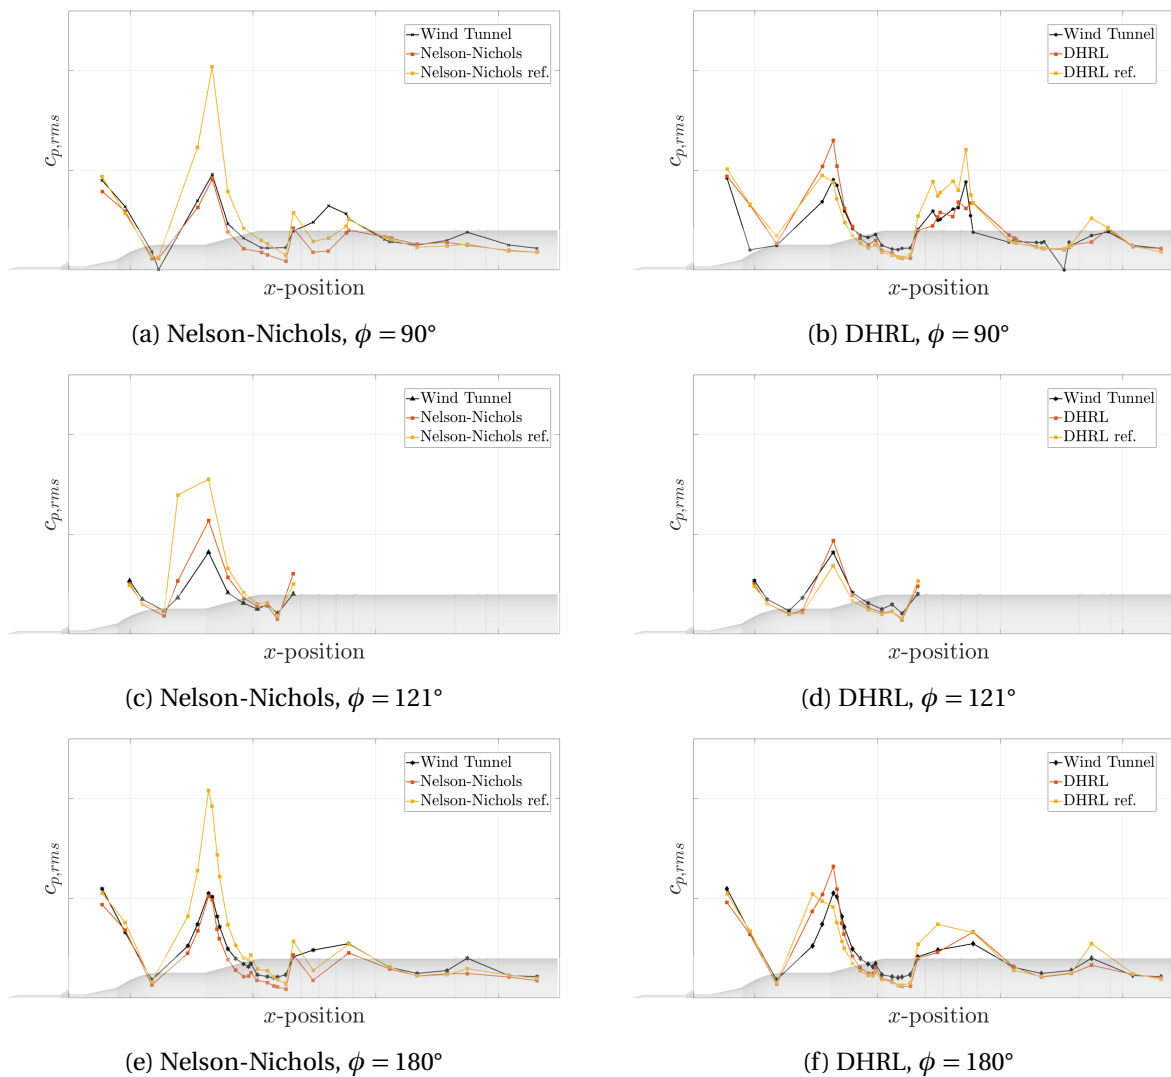 Wind Tunnel
Nelson-Nichols
Nelson-Nichols ref.
c_{p,rms}
x-position
(a) Nelson-Nichols, ϕ = 90°
Wind Tunnel
DHRL
DHRL ref.
c_{p,rms}
x-position
(b) DHRL, ϕ = 90°
Wind Tunnel
Nelson-Nichols
Nelson-Nichols ref.
c_{p,rms}
x-position
(c) Nelson-Nichols, ϕ = 121°
Wind Tunnel
DHRL
DHRL ref.
c_{p,rms}
x-position
(d) DHRL, ϕ = 121°
Wind Tunnel
Nelson-Nichols
Nelson-Nichols ref.
c_{p,rms}
x-position
(e) Nelson-Nichols, ϕ = 180°
Wind Tunnel
DHRL
DHRL ref.
c_{p,rms}
x-position
(f) DHRL, ϕ = 180°